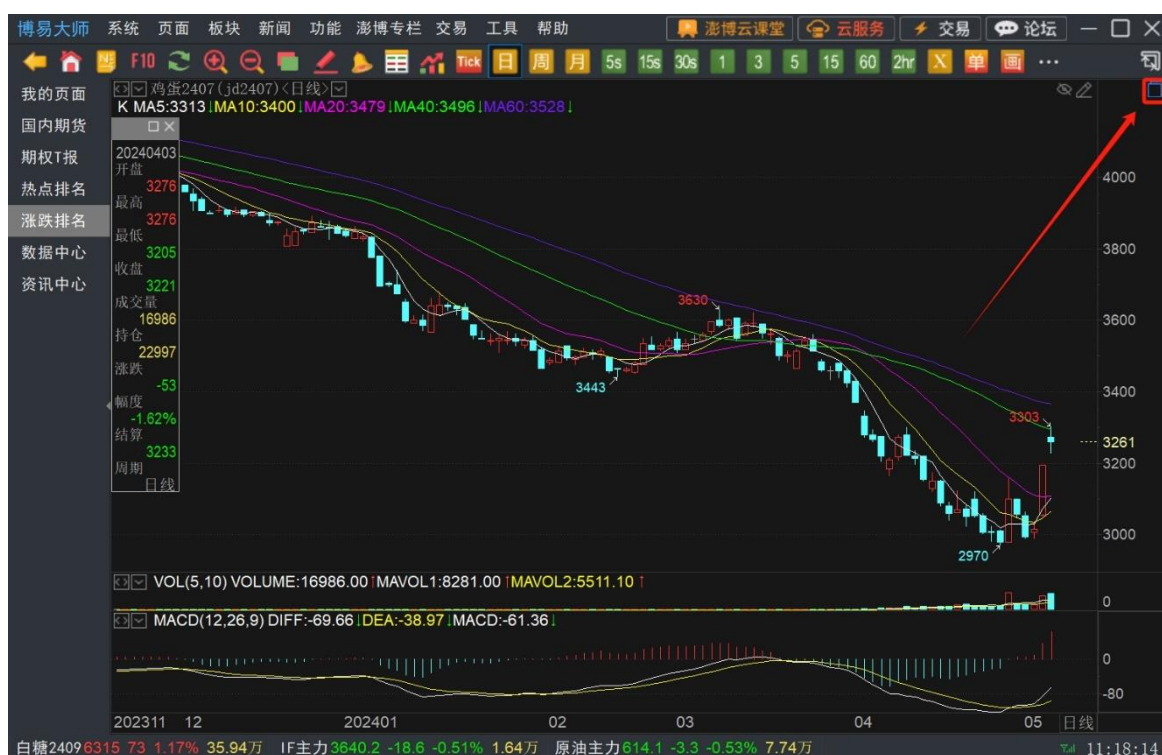 博易大师 系统 页面 板块 新闻 功能 澎博专栏 交易 工具 帮助 澎博云课堂 云服务 交易 论坛
F10 Tick 日 周 月 5s 15s 30s 1 3 5 15 60 2hr X 单 画 ...
我的页面
国内期货
期权T报
热点排名
涨跌排名
数据中心
资讯中心
鸡蛋2407(jd2407)<日线>
K MA5:3313↓MA10:3400↓MA20:3479↓MA40:3496↓MA60:3528↓
20240403
开盘
3276
最高
3276
最低
3205
收盘
3221
成交量
16986
持仓
22997
涨跌
-53
幅度
-1.62%
结算
3233
周期
日线
4000
3800
3630
3600
3443
3400
3303
3261
3200
3000
2970
VOL(5,10) VOLUME:16986.00↑MAVOL1:8281.00↑MAVOL2:5511.10↑
0
MACD(12,26,9) DIFF:-69.66↓DEA:-38.97↓MACD:-61.36↓
0
-80
202311 12 202401 02 03 04 05 日线
白糖2409 6315 73 1.17% 35.94万 IF主力 3640.2 -18.6 -0.51% 1.64万 原油主力 614.1 -3.3 -0.53% 7.74万 11:18:14